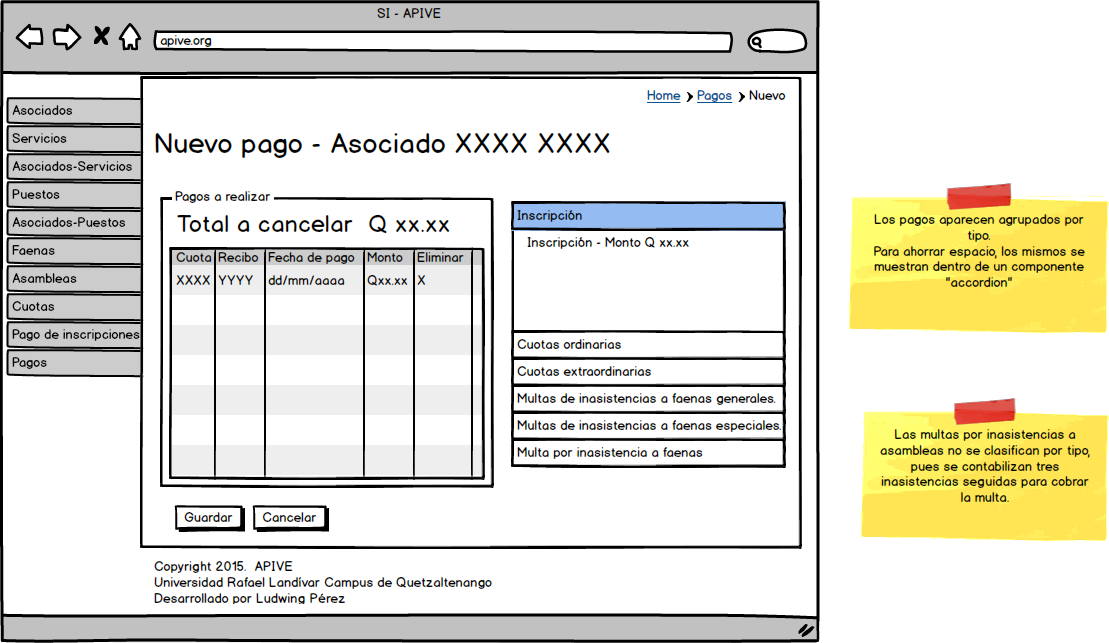 SI - APIVE
apive.org
Home Pagos Nuevo
Asociados
Servicios
Asociados-Servicios
Puestos
Asociados-Puestos
Faenas
Asambleas
Cuotas
Pago de inscripciones
Pagos
Nuevo pago - Asociado XXXX XXXX
Pagos a realizar
Total a cancelar Q xx.xx
Cuota Recibo Fecha de pago Monto Eliminar
XXXX YYYY dd/mm/aaaa Qxx.xx X
Guardar Cancelar
Inscripción
Inscripción - Monto Q xx.xx
Cuotas ordinarias
Cuotas extraordinarias
Multas de inasistencias a faenas generales.
Multas de inasistencias a faenas especiales.
Multa por inasistencia a faenas
Copyright 2015. APIVE
Universidad Rafael Landívar Campus de Quetzaltenango
Desarrollado por Ludwing Pérez
Los pagos aparecen agrupados por
tipo.
Para ahorrar espacio, los mismos se
muestran dentro de un componente
"accordion"
Las multas por inasistencias a
asambleas no se clasifican por tipo,
pues se contabilizan tres
inasistencias seguidas para cobrar
la multa.